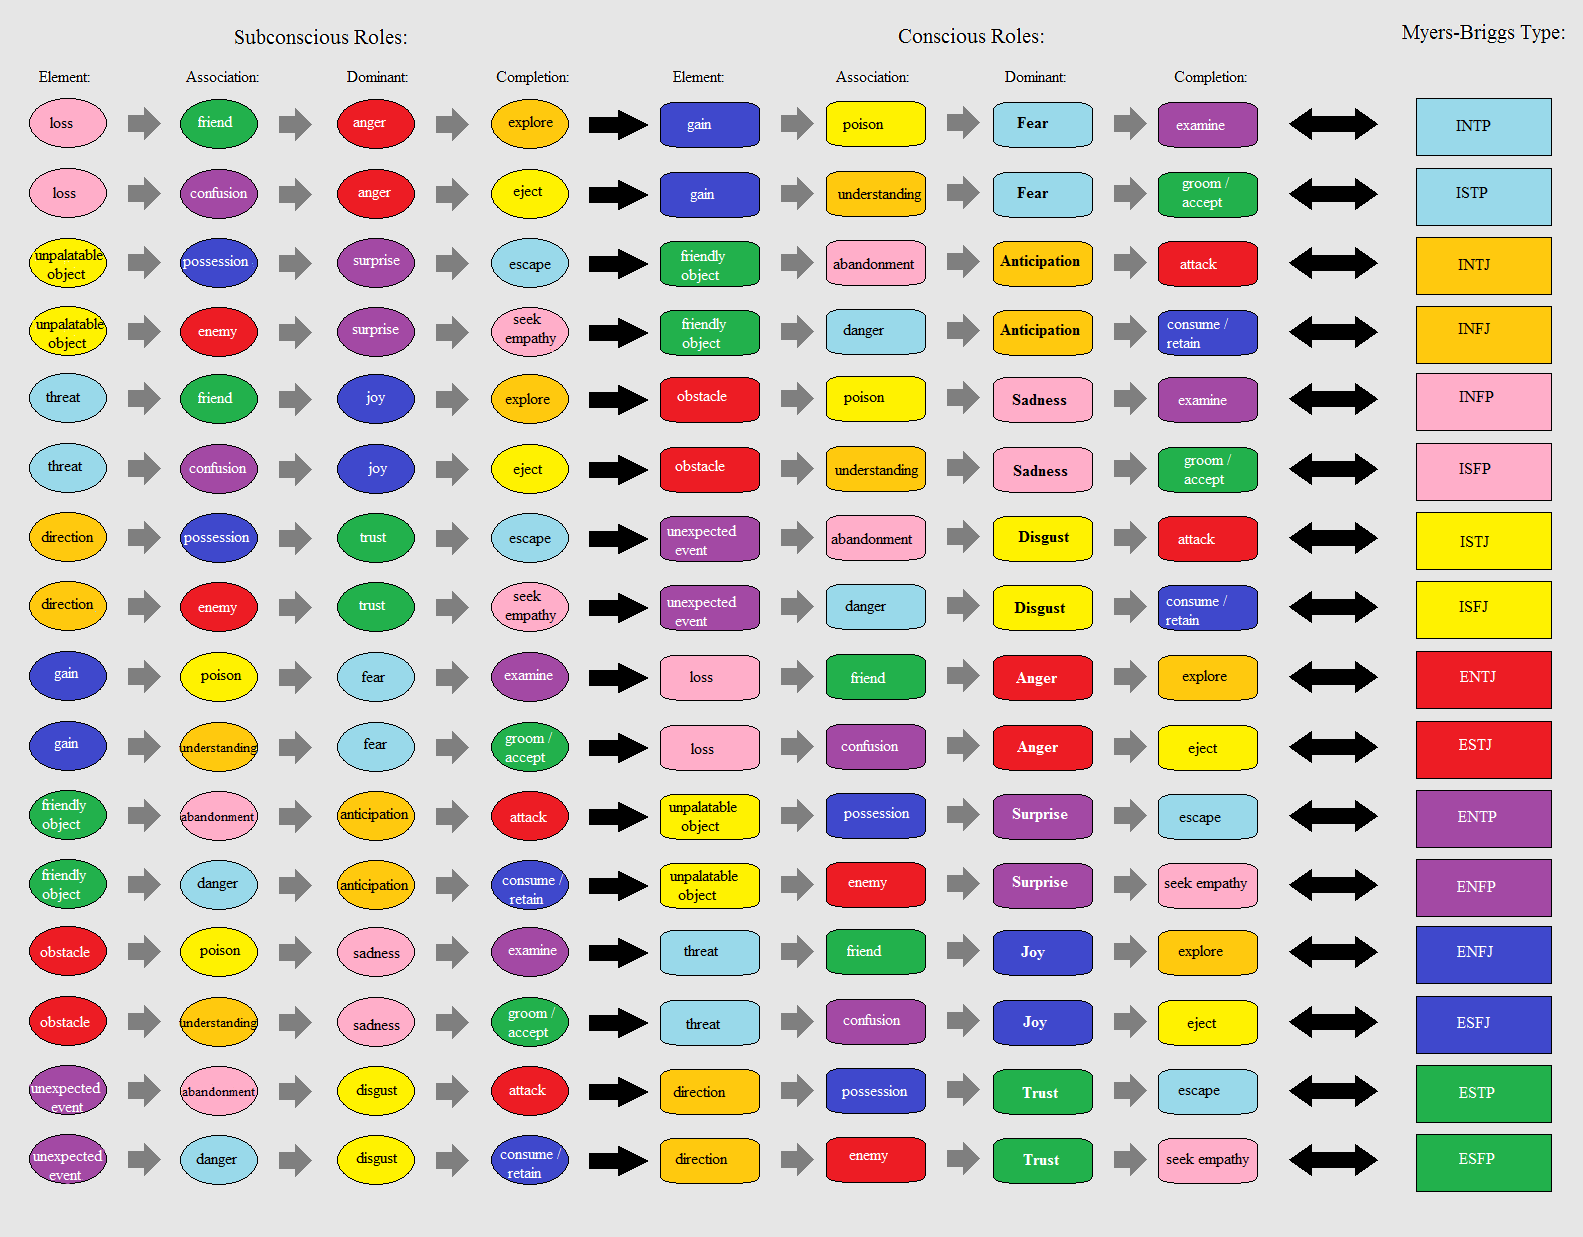 Subconscious Roles: Conscious Roles: Myers-Briggs Type:
Element: Association: Dominant: Completion: Element: Association: Dominant: Completion:
loss friend anger explore gain poison Fear examine INTP
loss confusion anger eject gain understanding Fear groom / accept ISTP
unpalatable object possession surprise escape friendly object abandonment Anticipation attack INTJ
unpalatable object enemy surprise seek empathy friendly object danger Anticipation consume / retain INFJ
threat friend joy explore obstacle poison Sadness examine INFP
threat confusion joy eject obstacle understanding Sadness groom / accept ISFP
direction possession trust escape unexpected event abandonment Disgust attack ISTJ
direction enemy trust seek empathy unexpected event danger Disgust consume / retain ISFJ
gain poison fear examine loss friend Anger explore ENTJ
gain understanding fear groom / accept loss confusion Anger eject ESTJ
friendly object abandonment anticipation attack unpalatable object possession Surprise escape ENTP
friendly object danger anticipation consume / retain unpalatable object enemy Surprise seek empathy ENFP
obstacle poison sadness examine threat friend Joy explore ENFJ
obstacle understanding sadness groom / accept threat confusion Joy eject ESFJ
unexpected event abandonment disgust attack direction possession Trust escape ESTP
unexpected event danger disgust consume / retain direction enemy Trust seek empathy ESFP